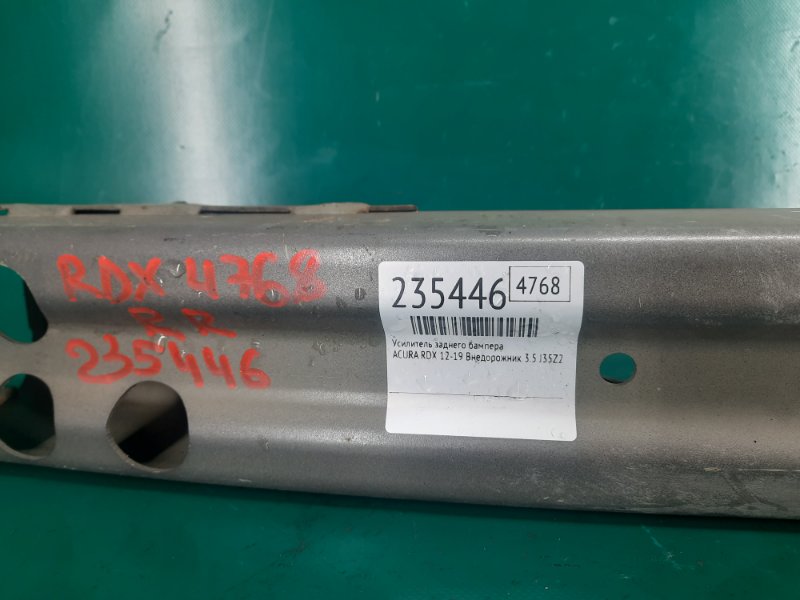 RDX 4768
RR
235446
235446 4768
Усилитель заднего бампера
ACURA RDX 12-19 Внедорожник 3.5 J35Z2